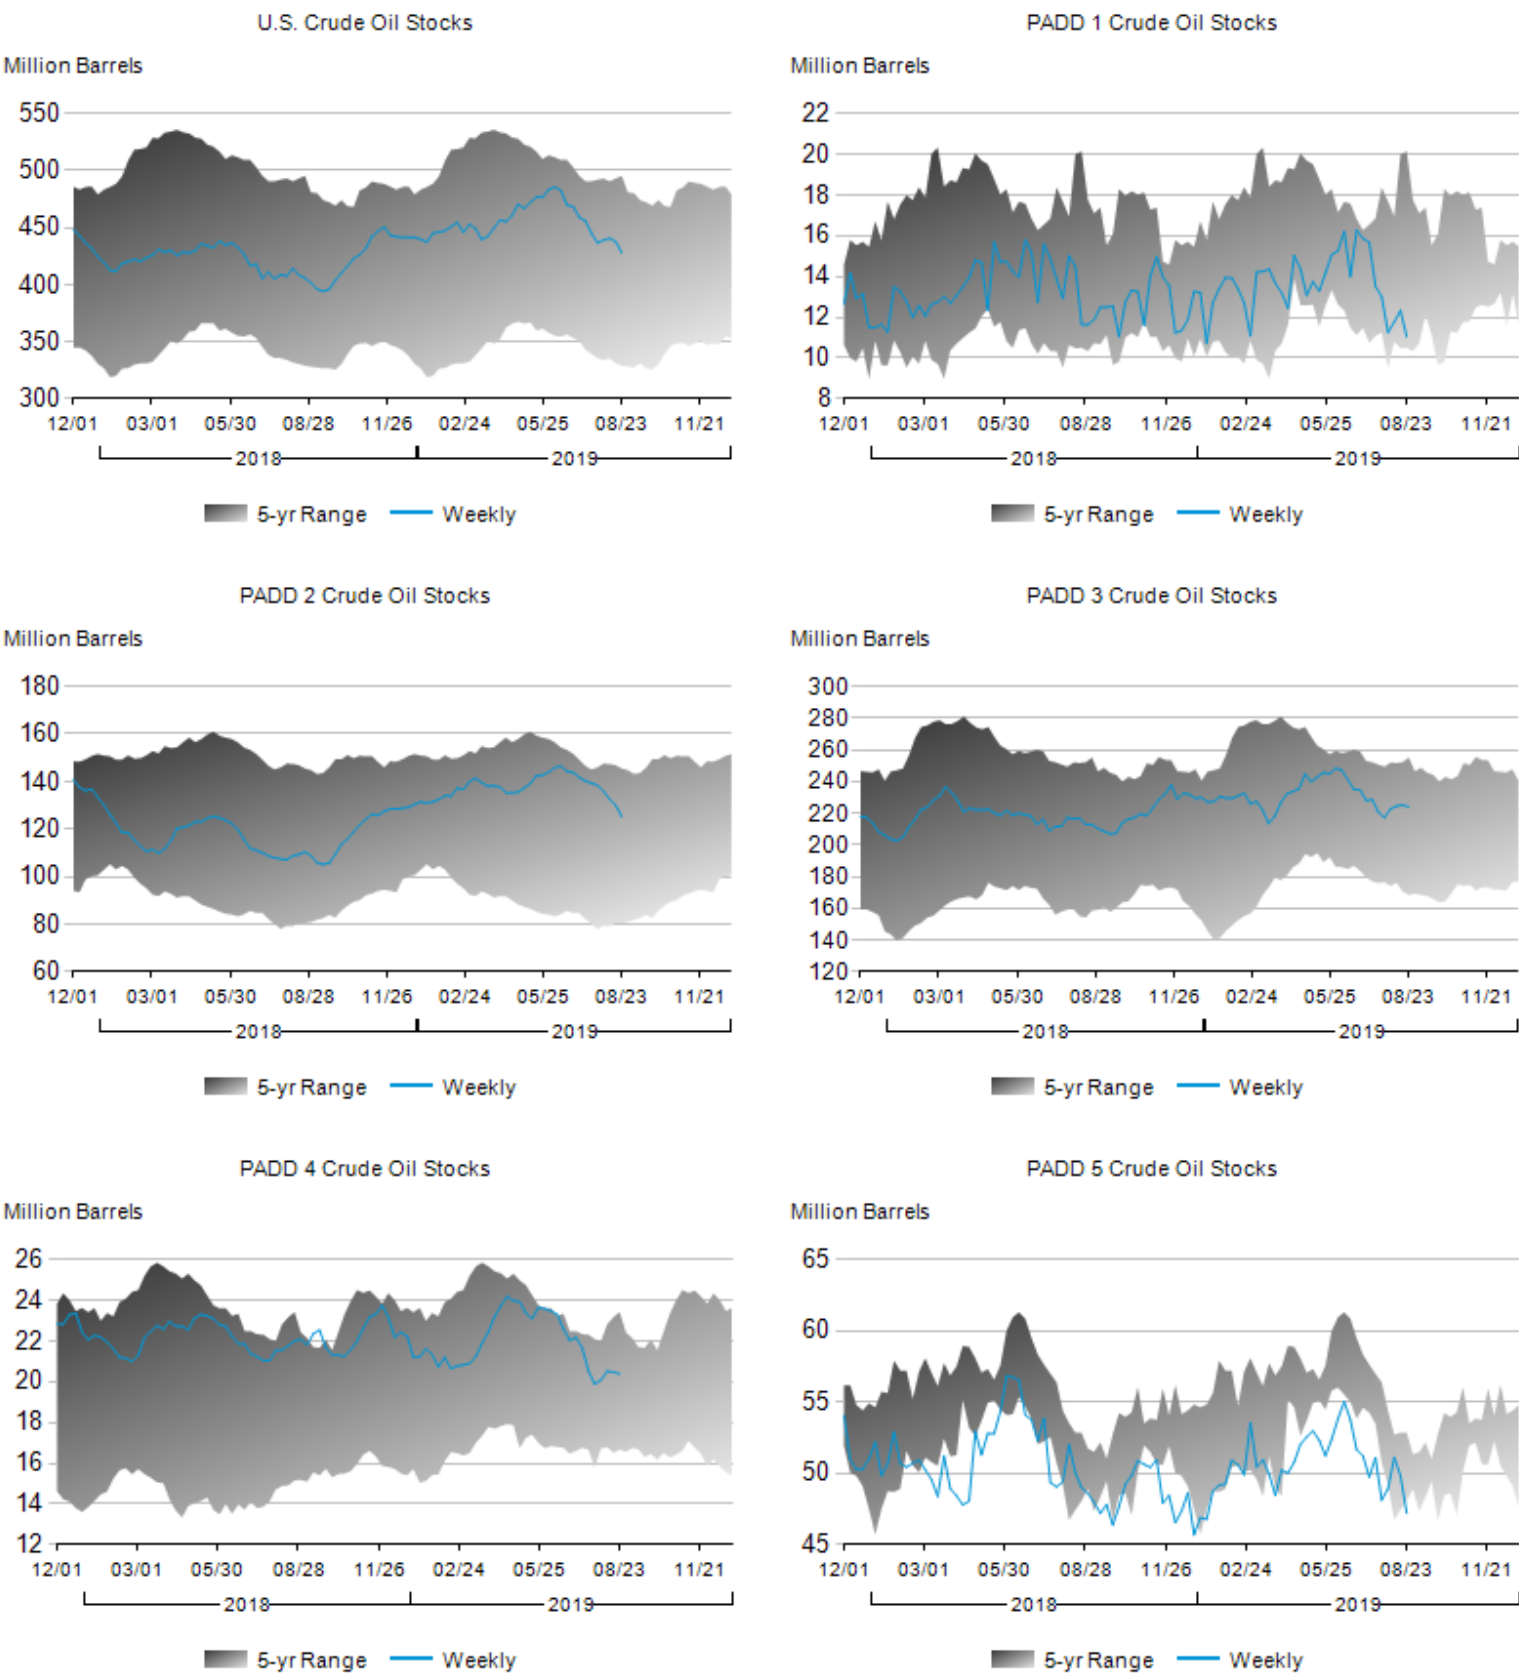 U.S. Crude Oil Stocks
Million Barrels
550
500
450
400
350
300
12/01 03/01 05/30 08/28 11/26 02/24 05/25 08/23 11/21
2018 2019
5-yr Range Weekly
PADD 1 Crude Oil Stocks
Million Barrels
22
20
18
16
14
12
10
8
12/01 03/01 05/30 08/28 11/26 02/24 05/25 08/23 11/21
2018 2019
5-yr Range Weekly
PADD 2 Crude Oil Stocks
Million Barrels
180
160
140
120
100
80
60
12/01 03/01 05/30 08/28 11/26 02/24 05/25 08/23 11/21
2018 2019
5-yr Range Weekly
PADD 3 Crude Oil Stocks
Million Barrels
300
280
260
240
220
200
180
160
140
120
12/01 03/01 05/30 08/28 11/26 02/24 05/25 08/23 11/21
2018 2019
5-yr Range Weekly
PADD 4 Crude Oil Stocks
Million Barrels
26
24
22
20
18
16
14
12
12/01 03/01 05/30 08/28 11/26 02/24 05/25 08/23 11/21
2018 2019
5-yr Range Weekly
PADD 5 Crude Oil Stocks
Million Barrels
65
60
55
50
45
12/01 03/01 05/30 08/28 11/26 02/24 05/25 08/23 11/21
2018 2019
5-yr Range Weekly